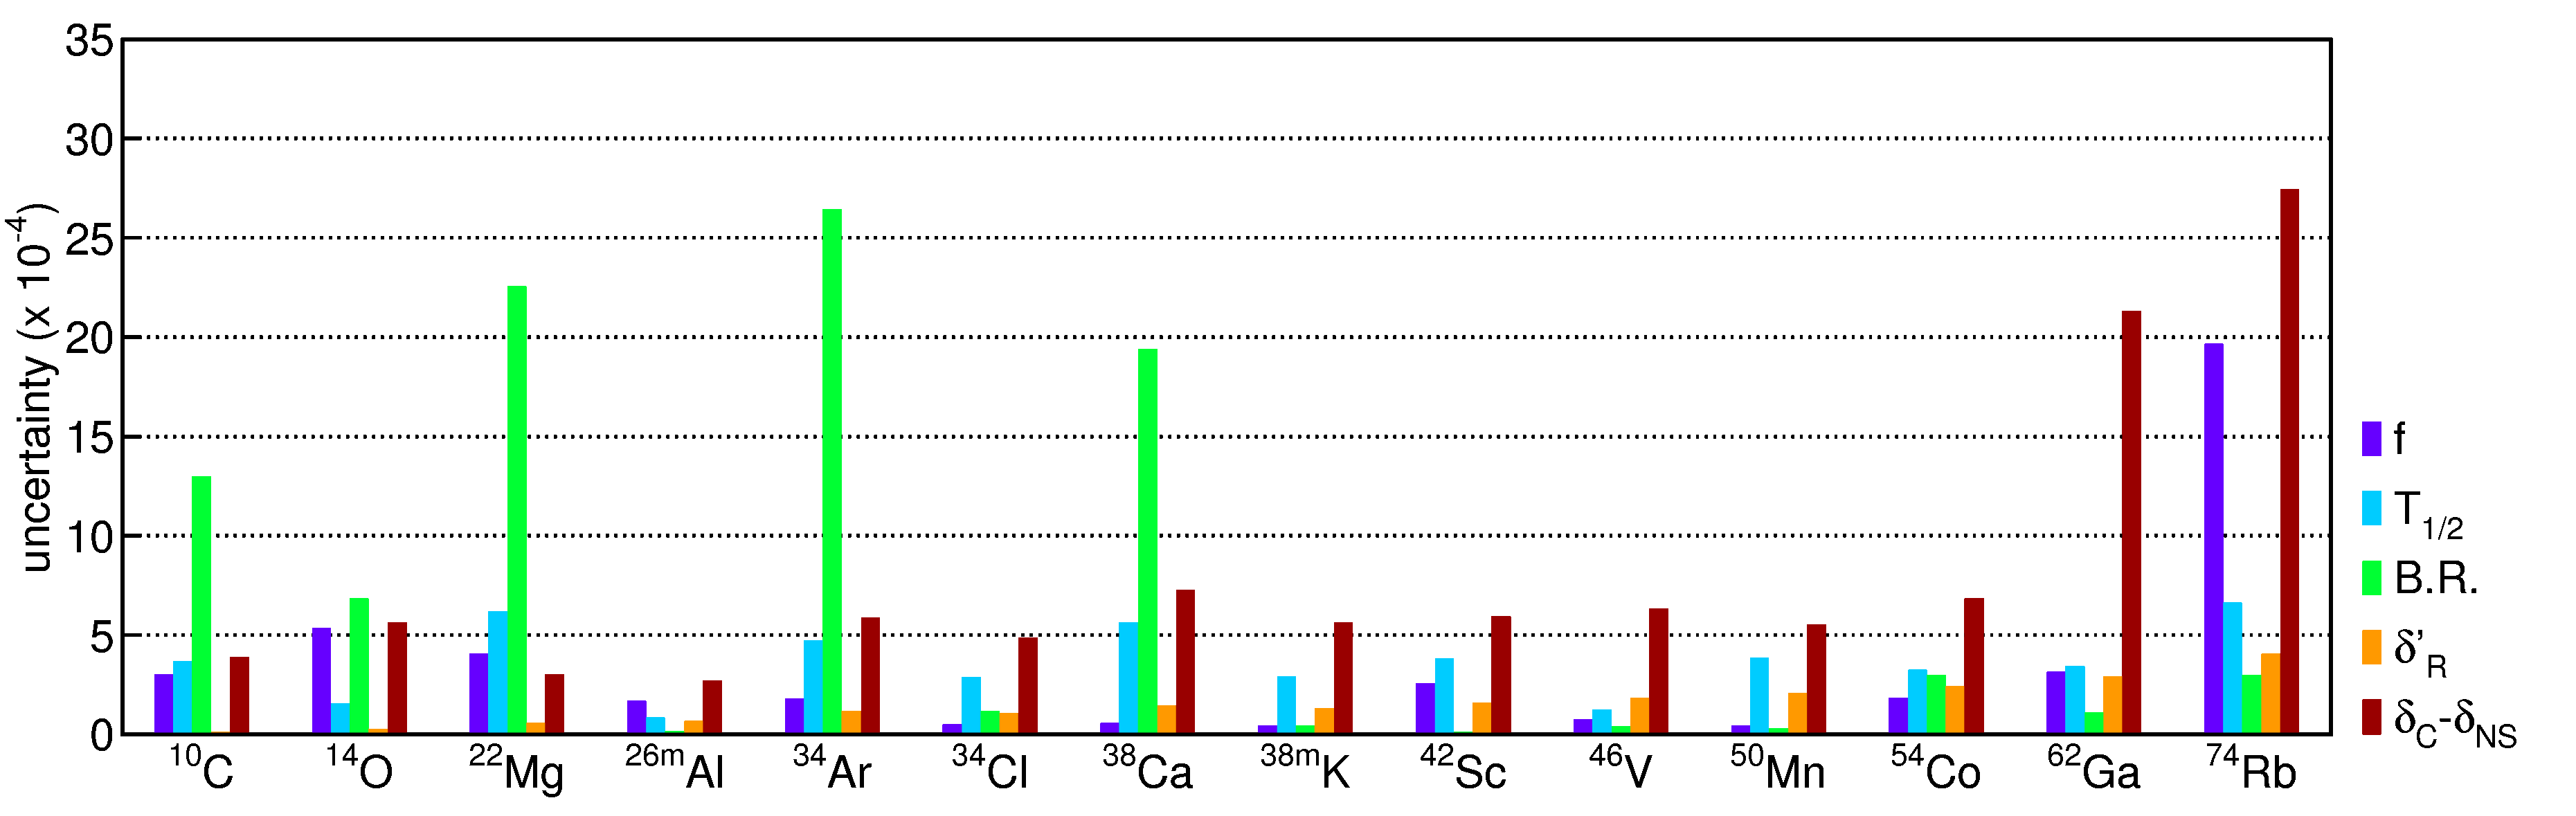 35
30
25
20
15
10
5
0
uncertainty (x 10⁻⁴)
¹⁰C ¹⁴O ²²Mg ²⁶ᵐAl ³⁴Ar ³⁴Cl ³⁸Ca ³⁸ᵐK ⁴²Sc ⁴⁶V ⁵⁰Mn ⁵⁴Co ⁶²Ga ⁷⁴Rb
f
T₁/₂
B.R.
δ'R
δC-δNS